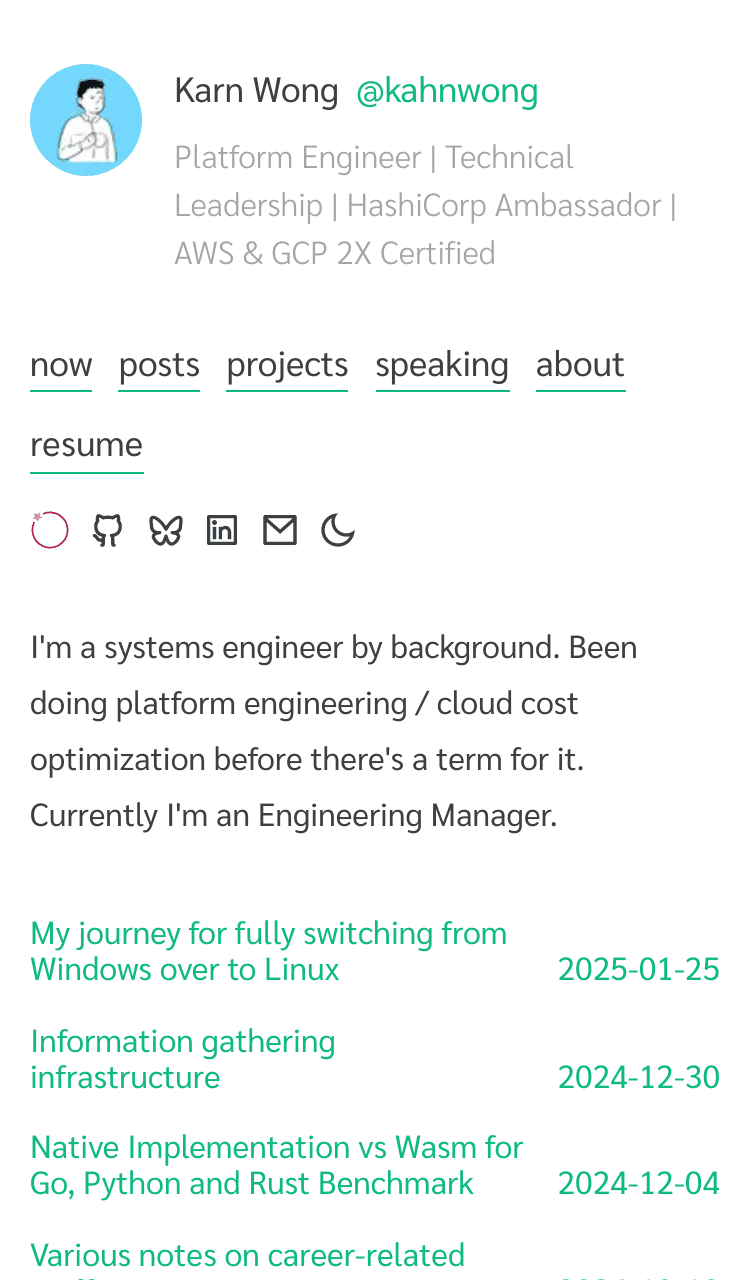 Karn Wong @kahnwong
Platform Engineer | Technical
Leadership | HashiCorp Ambassador |
AWS & GCP 2X Certified
now posts projects speaking about
resume
I'm a systems engineer by background. Been
doing platform engineering / cloud cost
optimization before there's a term for it.
Currently I'm an Engineering Manager.
My journey for fully switching from
Windows over to Linux 2025-01-25
Information gathering
infrastructure 2024-12-30
Native Implementation vs Wasm for
Go, Python and Rust Benchmark 2024-12-04
Various notes on career-related